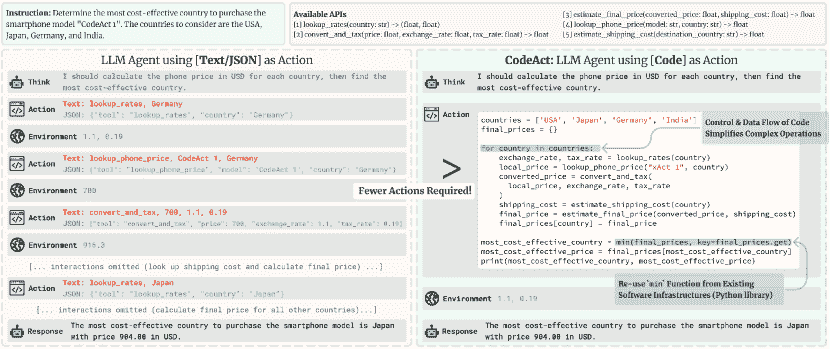 Instruction: Determine the most cost-effective country to purchase the
smartphone model "CodeAct 1". The countries to consider are the USA,
Japan, Germany, and India.
Available APIs
[1] lookup_rates(country: str) -> (float, float)
[2] convert_and_tax(price: float, exchange_rate: float, tax_rate: float) -> float
[3] estimate_final_price(converted_price: float, shipping_cost: float) -> float
[4] lookup_phone_price(model: str, country: str) -> float
[5] estimate_shipping_cost(destination_country: str) -> float
LLM Agent using [Text/JSON] as Action
Think
I should calculate the phone price in USD for each country, then find the
most cost-effective country.
Action
Text: lookup_rates, Germany
JSON: {"tool": "lookup_rates", "country": "Germany"}
Environment
1.1, 0.19
Action
Text: lookup_phone_price, CodeAct 1, Germany
JSON: {"tool": "lookup_phone_price", "model": "CodeAct 1", "country": "Germany"}
Environment
700
Action
Text: convert_and_tax, 700, 1.1, 0.19
JSON: {"tool": "convert_and_tax", "price": 700, "exchange_rate": 1.1, "tax_rate": 0.19}
Environment
916.3
[... interactions omitted (look up shipping cost and calculate final price) ...]
Action
Text: lookup_rates, Japan
JSON: {"tool": "lookup_rates", "country": "Japan"}
[... interactions omitted (calculate final price for all other countries)...]
Response
The most cost-effective country to purchase the smartphone model is Japan
with price 904.00 in USD.
>
Fewer Actions Required!
CodeAct: LLM Agent using [Code] as Action
Think
I should calculate the phone price in USD for each country, then find the
most cost-effective country.
Action
countries = ['USA', 'Japan', 'Germany', 'India']
final_prices = {}
for country in countries:
exchange_rate, tax_rate = lookup_rates(country)
local_price = lookup_phone_price("xAct 1", country)
converted_price = convert_and_tax(
local_price, exchange_rate, tax_rate
)
shipping_cost = estimate_shipping_cost(country)
final_price = estimate_final_price(converted_price, shipping_cost)
final_prices[country] = final_price
most_cost_effective_country = min(final_prices, key=final_prices.get)
most_cost_effective_price = final_prices[most_cost_effective_country]
print(most_cost_effective_country, most_cost_effective_price)
Control & Data Flow of Code
Simplifies Complex Operations
Re-use `min` Function from Existing
Software Infrastructures (Python library)
Environment
1.1, 0.19
Response
The most cost-effective country to purchase the smartphone model is Japan
with price 904.00 in USD.